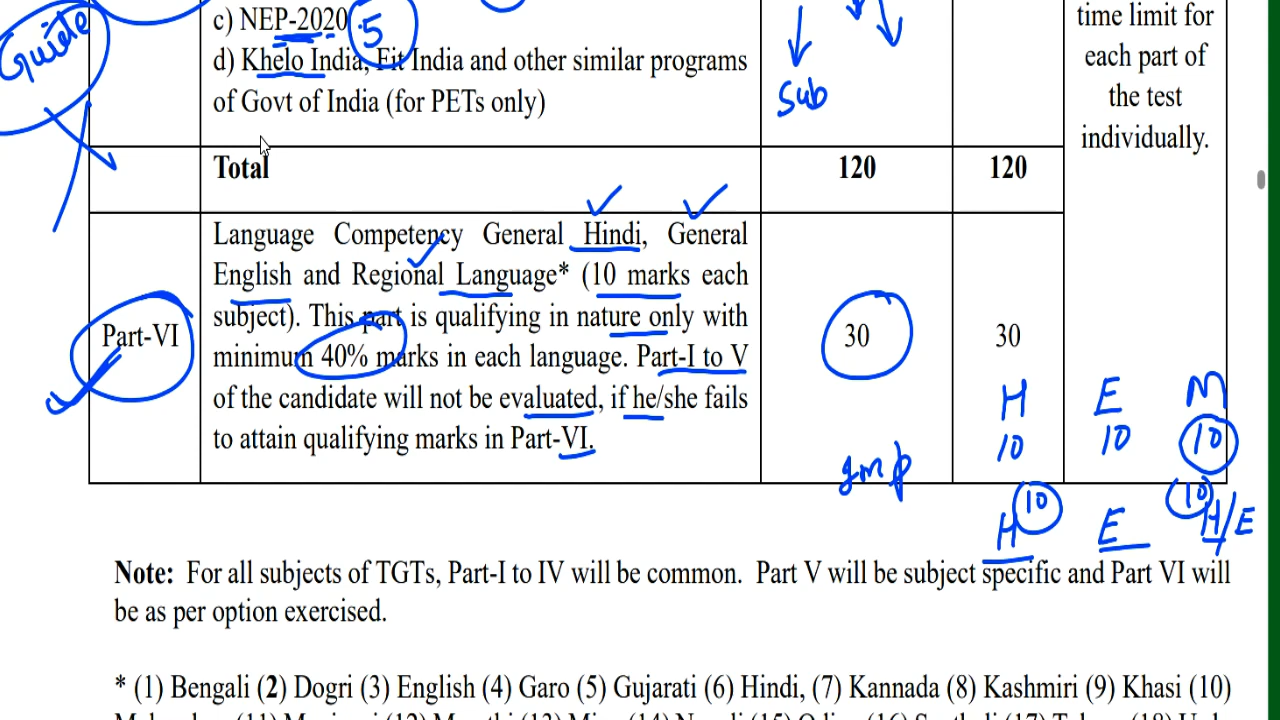 c) NEP-2020
5
Guide
d) Khelo India, Fit India and other similar programs
of Govt of India (for PETs only)
Sub
time limit for
each part of
the test
individually.
Total 120 120
Part-VI
Language Competency General Hindi, General
English and Regional Language* (10 marks each
subject). This part is qualifying in nature only with
minimum 40% marks in each language. Part-I to V
of the candidate will not be evaluated, if he/she fails
to attain qualifying marks in Part-VI.
30 30
H E M
10 10 10
Imp
10 10
H E H/E
Note: For all subjects of TGTs, Part-I to IV will be common. Part V will be subject specific and Part VI will
be as per option exercised.
* (1) Bengali (2) Dogri (3) English (4) Garo (5) Gujarati (6) Hindi, (7) Kannada (8) Kashmiri (9) Khasi (10)